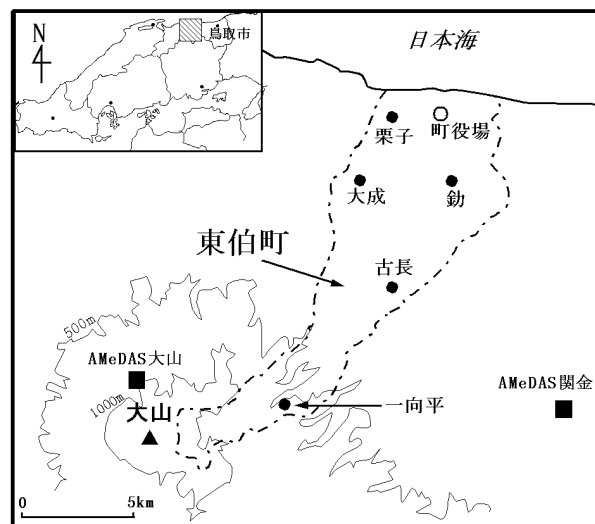 N
鳥取市
日本海
栗子
町役場
大成
釛
東伯町
古長
500m
AMeDAS大山
AMeDAS関金
1000m
大山
一向平
0
5km